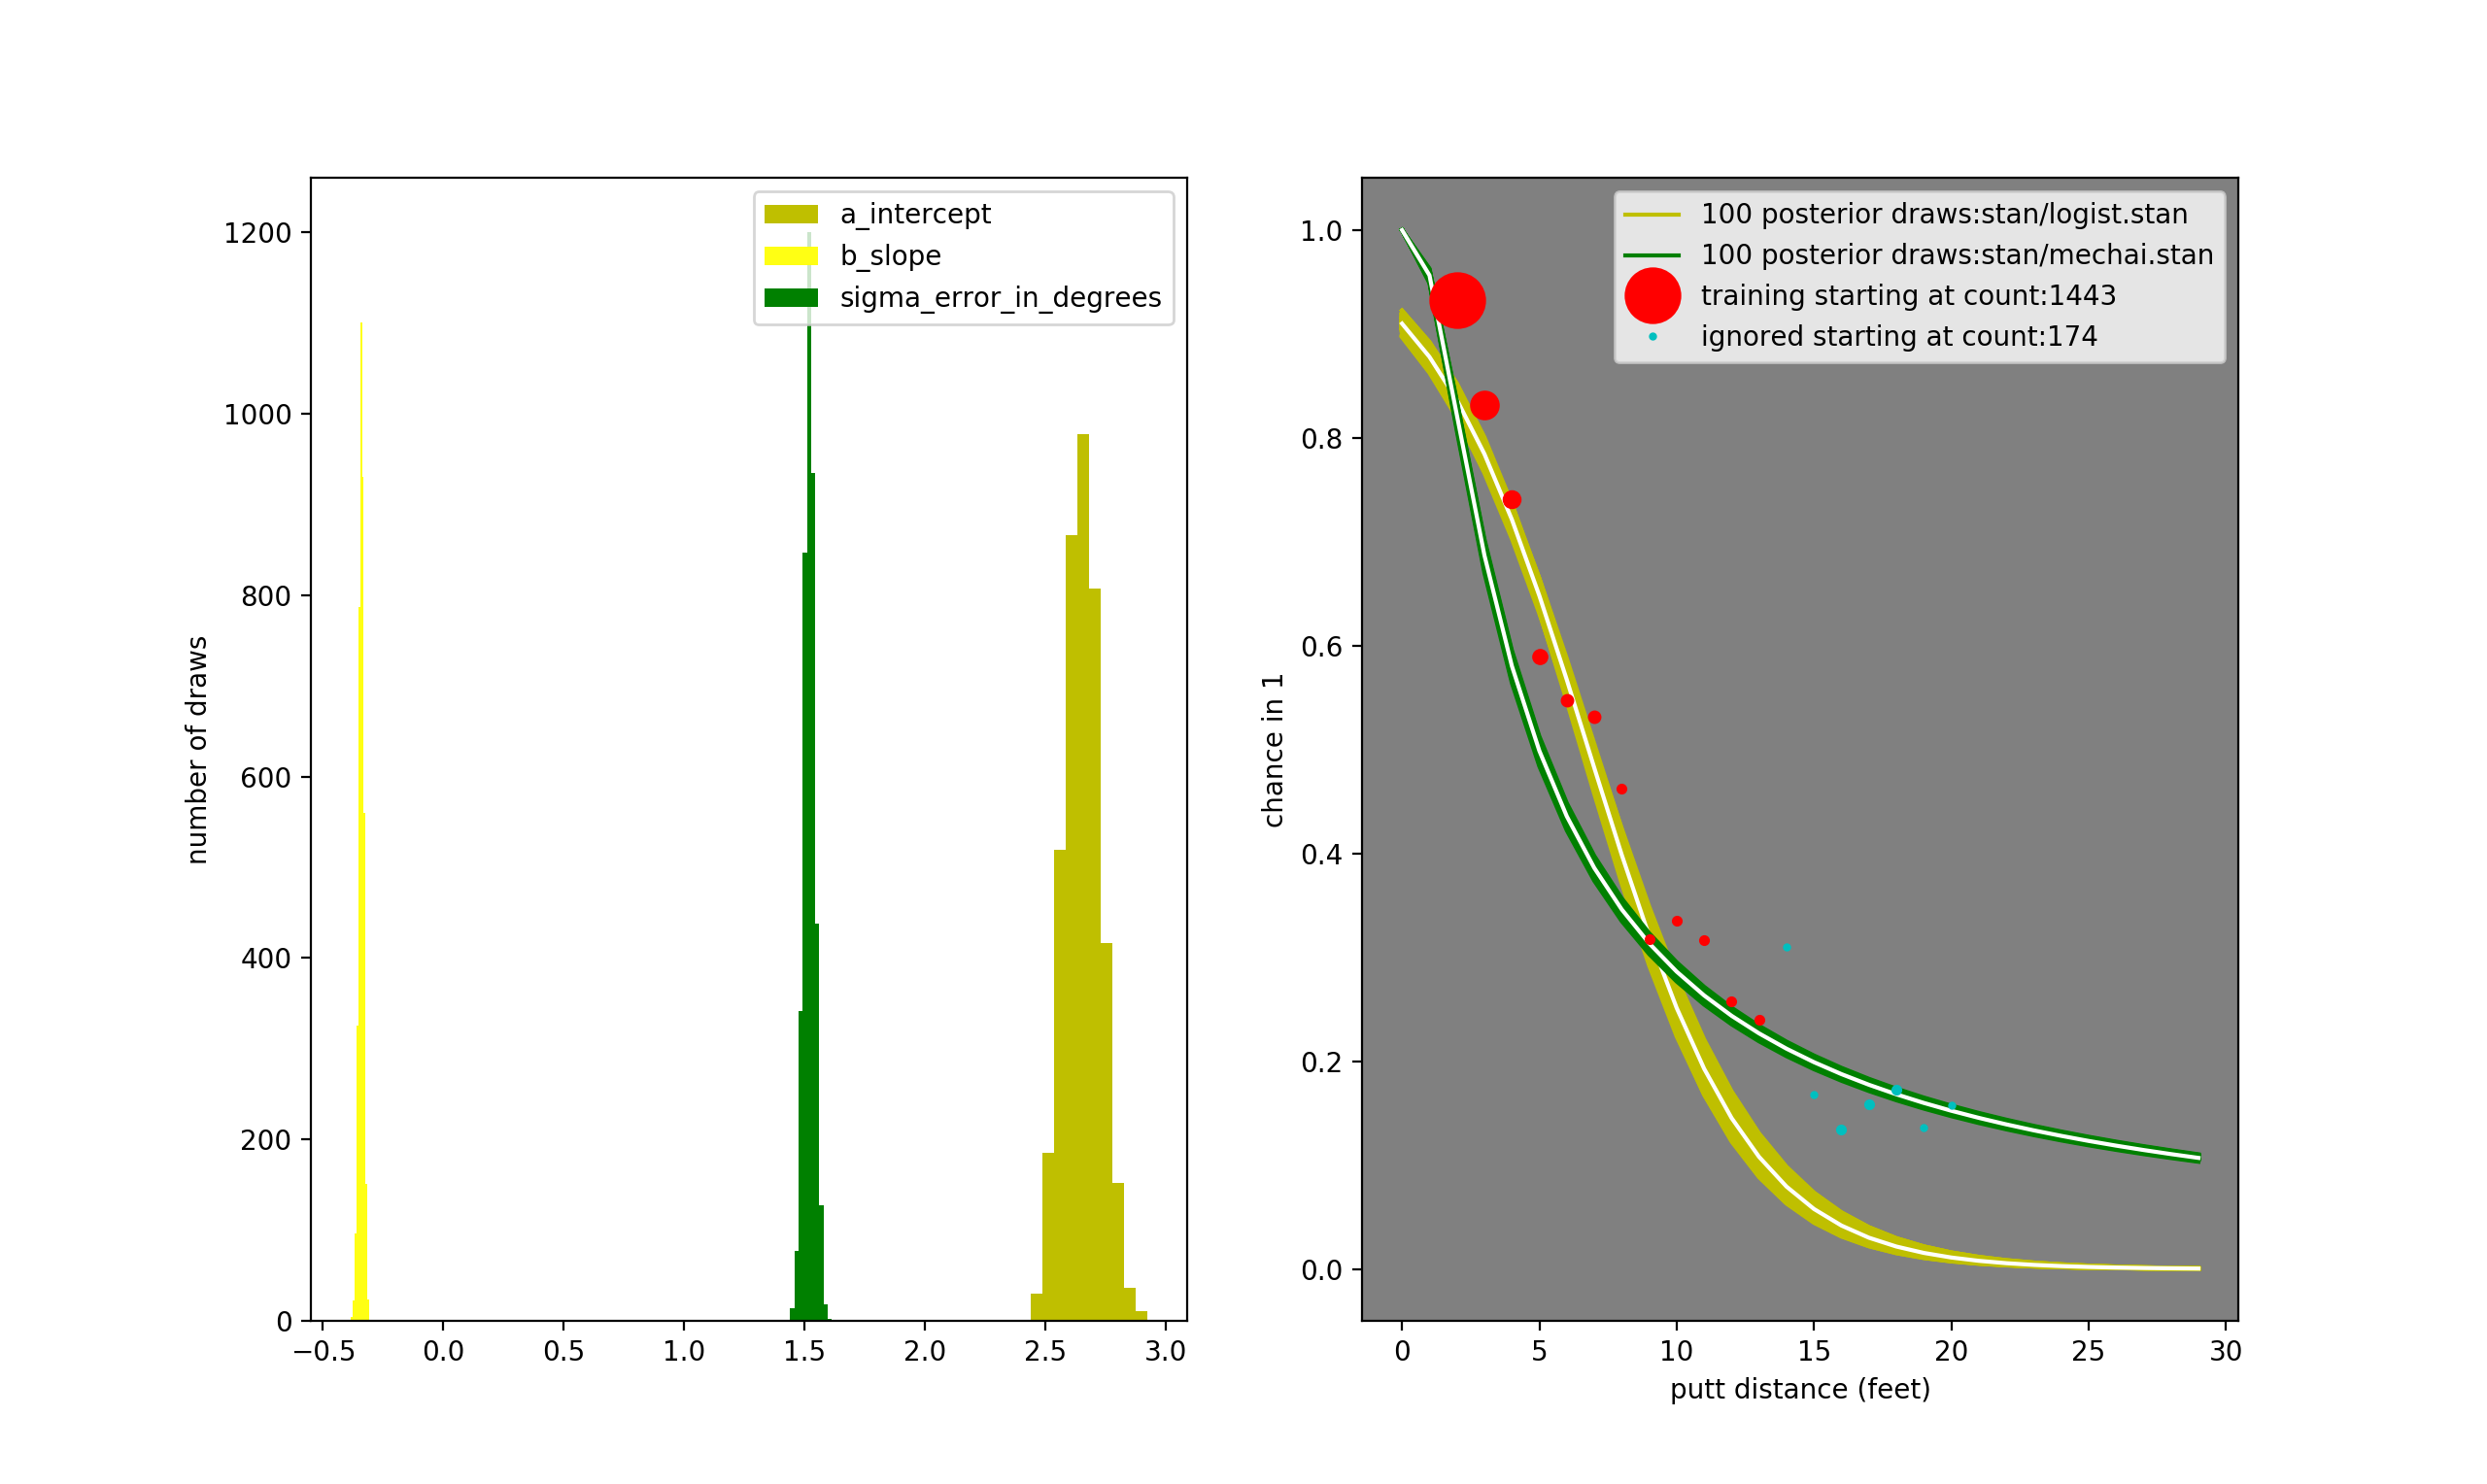 a_intercept
b_slope
sigma_error_in_degrees
1200
1000
800
600
400
200
0
number of draws
−0.5 0.0 0.5 1.0 1.5 2.0 2.5 3.0
100 posterior draws:stan/logist.stan
100 posterior draws:stan/mechai.stan
training starting at count:1443
ignored starting at count:174
1.0
0.8
0.6
0.4
0.2
0.0
chance in 1
0 5 10 15 20 25 30
putt distance (feet)